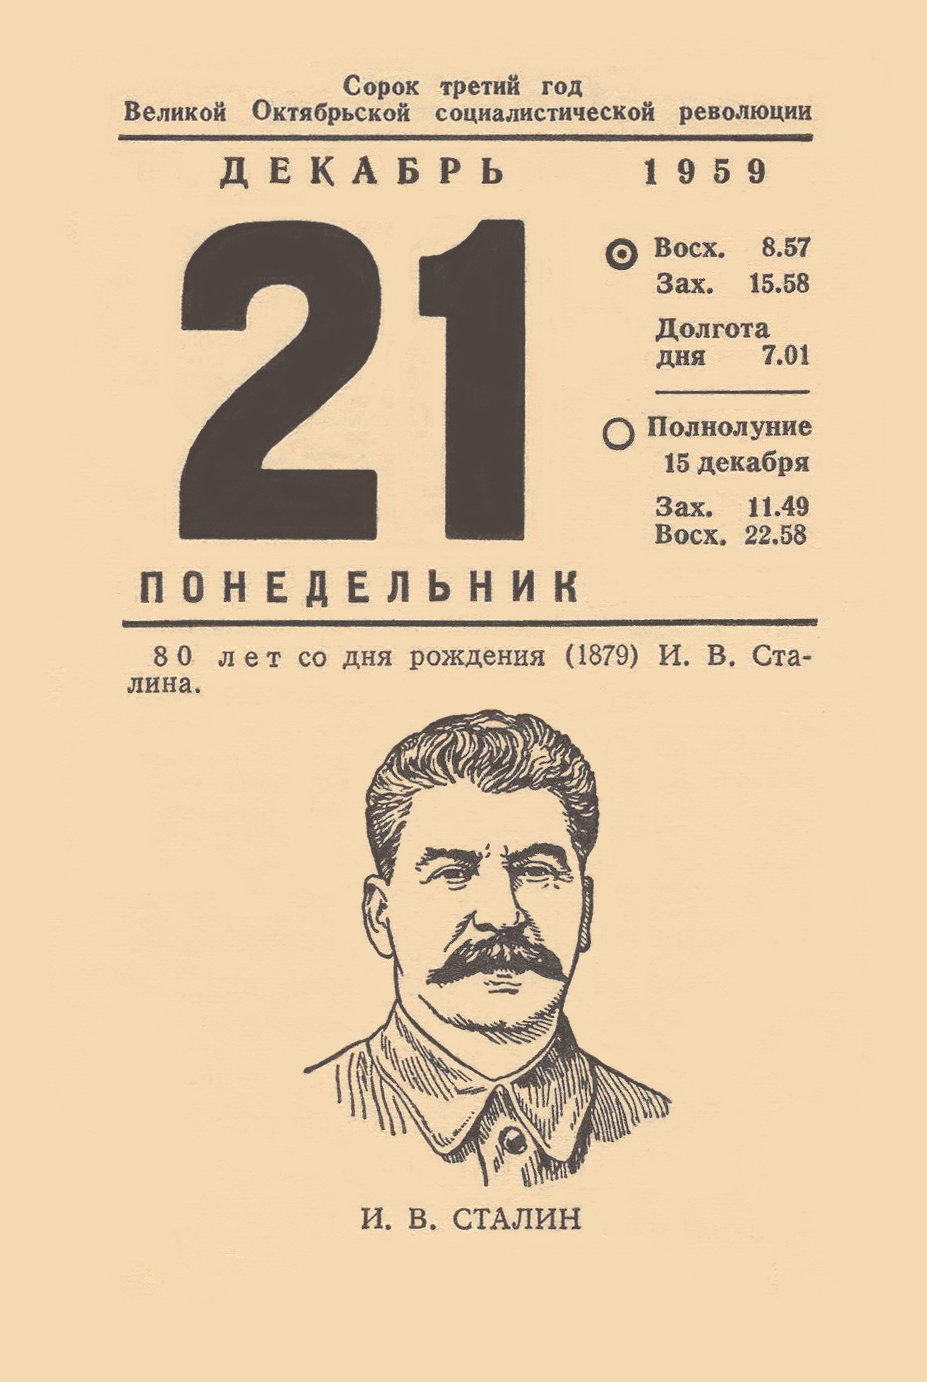 Сорок третий год
Великой Октябрьской социалистической революции
ДЕКАБРЬ 1959
21
Восх. 8.57
Зах. 15.58
Долгота
дня 7.01
Полнолуние
15 декабря
Зах. 11.49
Восх. 22.58
ПОНЕДЕЛЬНИК
80 лет со дня рождения (1879) И. В. Ста-
лина.
И. В. СТАЛИН